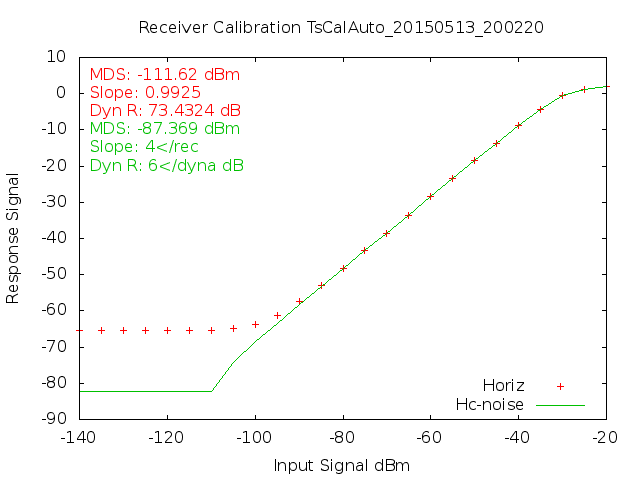 Receiver Calibration TsCalAuto_20150513_200220
MDS: -111.62 dBm
Slope: 0.9925
Dyn R: 73.4324 dB
MDS: -87.369 dBm
Slope: 4</rec
Dyn R: 6</dyna dB
10
0
-10
-20
-30
-40
-50
-60
-70
-80
-90
Response Signal
Horiz
Hc-noise
-140 -120 -100 -80 -60 -40 -20
Input Signal dBm